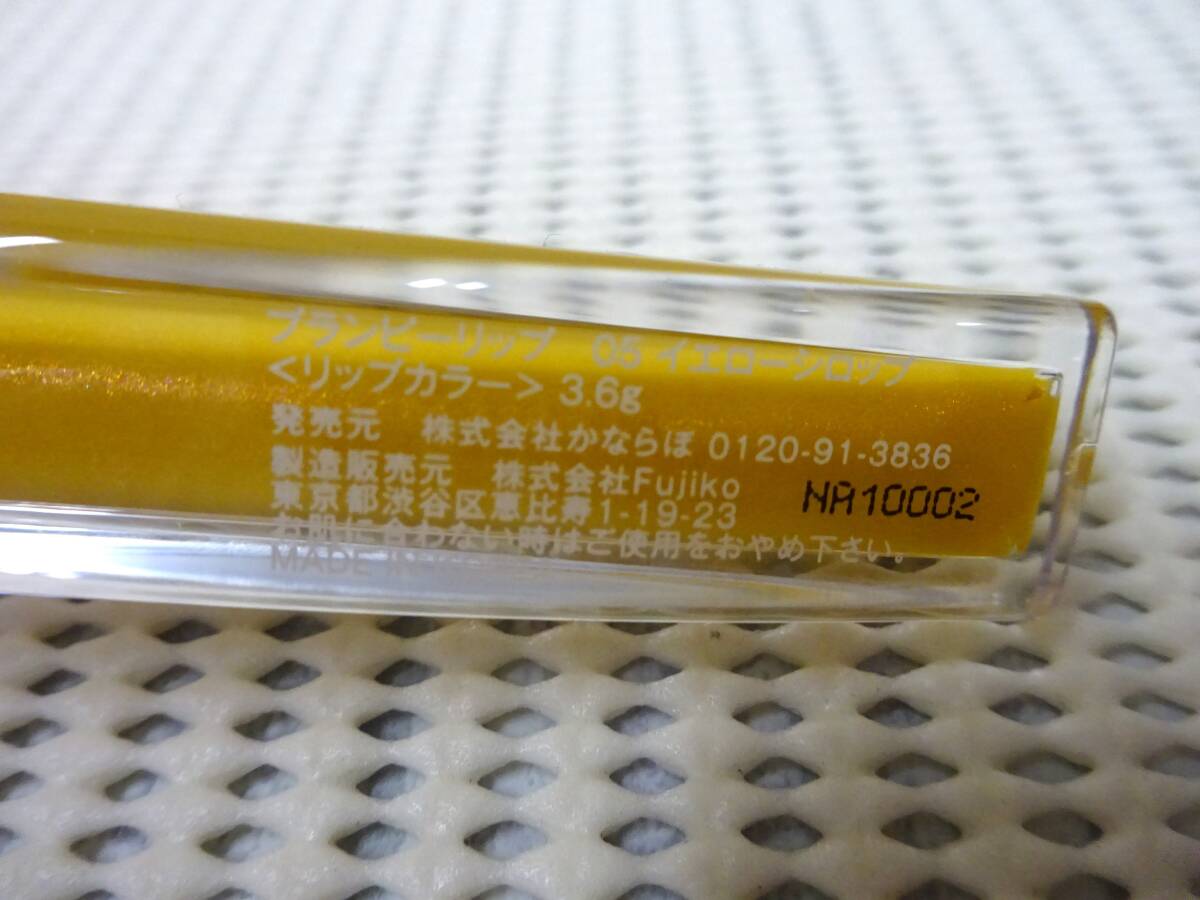 プランピーリップ 05 イエローシロップ
<リップカラー> 3.6g
発売元 株式会社かならぼ 0120-91-3836
製造販売元 株式会社Fujiko
東京都渋谷区恵比寿1-19-23
お肌に合わない時はご使用をおやめ下さい。
MADE IN
NA10002